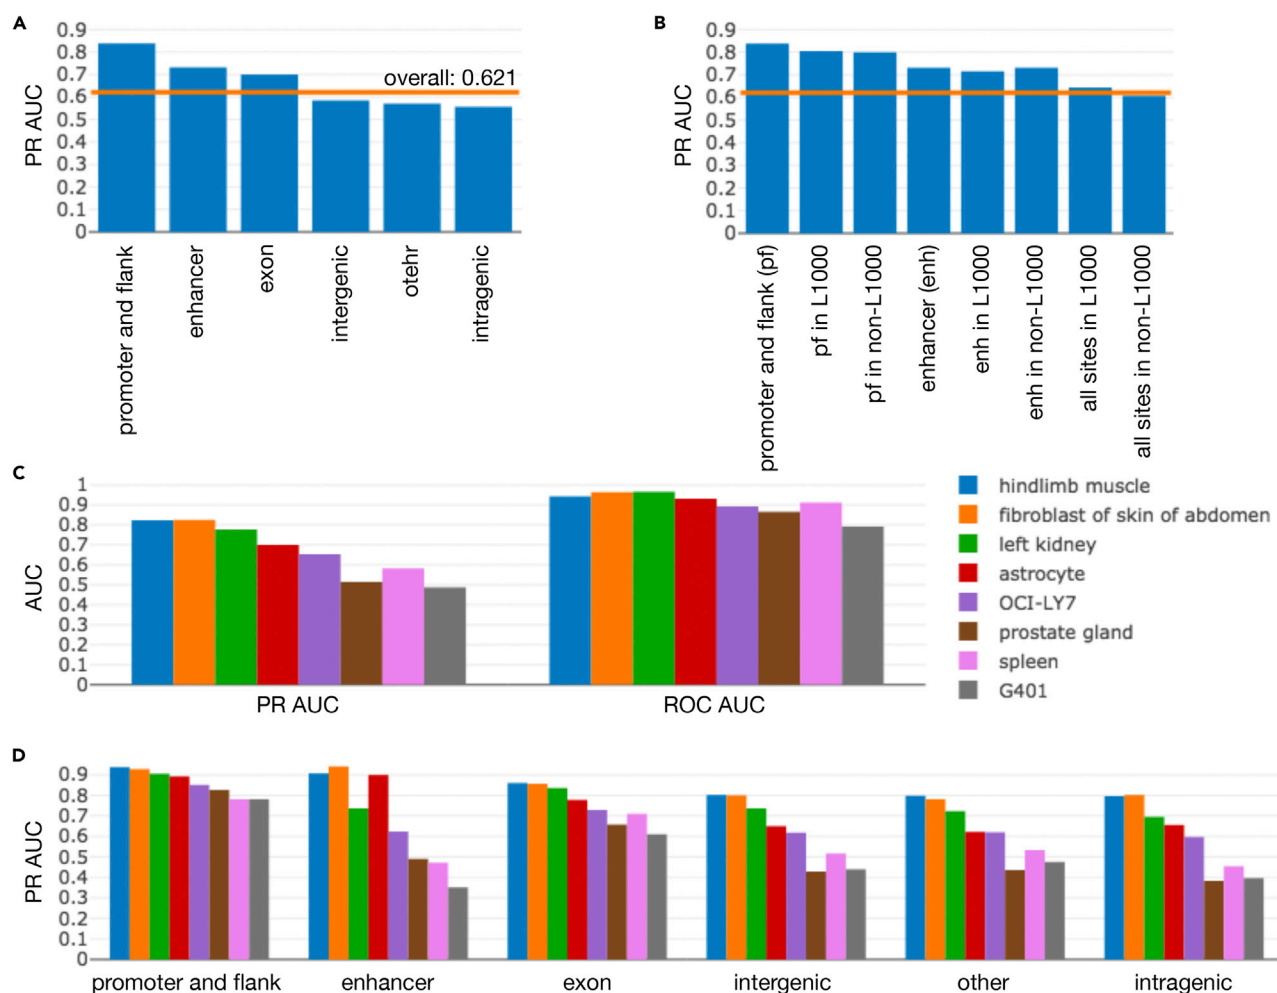 A
0.9
0.8
0.7
0.6
0.5
0.4
0.3
0.2
0.1
0
PR AUC
overall: 0.621
promoter and flank
enhancer
exon
intergenic
otehr
intragenic
B
0.9
0.8
0.7
0.6
0.5
0.4
0.3
0.2
0.1
0
PR AUC
promoter and flank (pf)
pf in L1000
pf in non-L1000
enhancer (enh)
enh in L1000
enh in non-L1000
all sites in L1000
all sites in non-L1000
C
1
0.9
0.8
0.7
0.6
0.5
0.4
0.3
0.2
0.1
0
AUC
PR AUC
ROC AUC
hindlimb muscle
fibroblast of skin of abdomen
left kidney
astrocyte
OCI-LY7
prostate gland
spleen
G401
D
0.9
0.8
0.7
0.6
0.5
0.4
0.3
0.2
0.1
0
PR AUC
promoter and flank
enhancer
exon
intergenic
other
intragenic